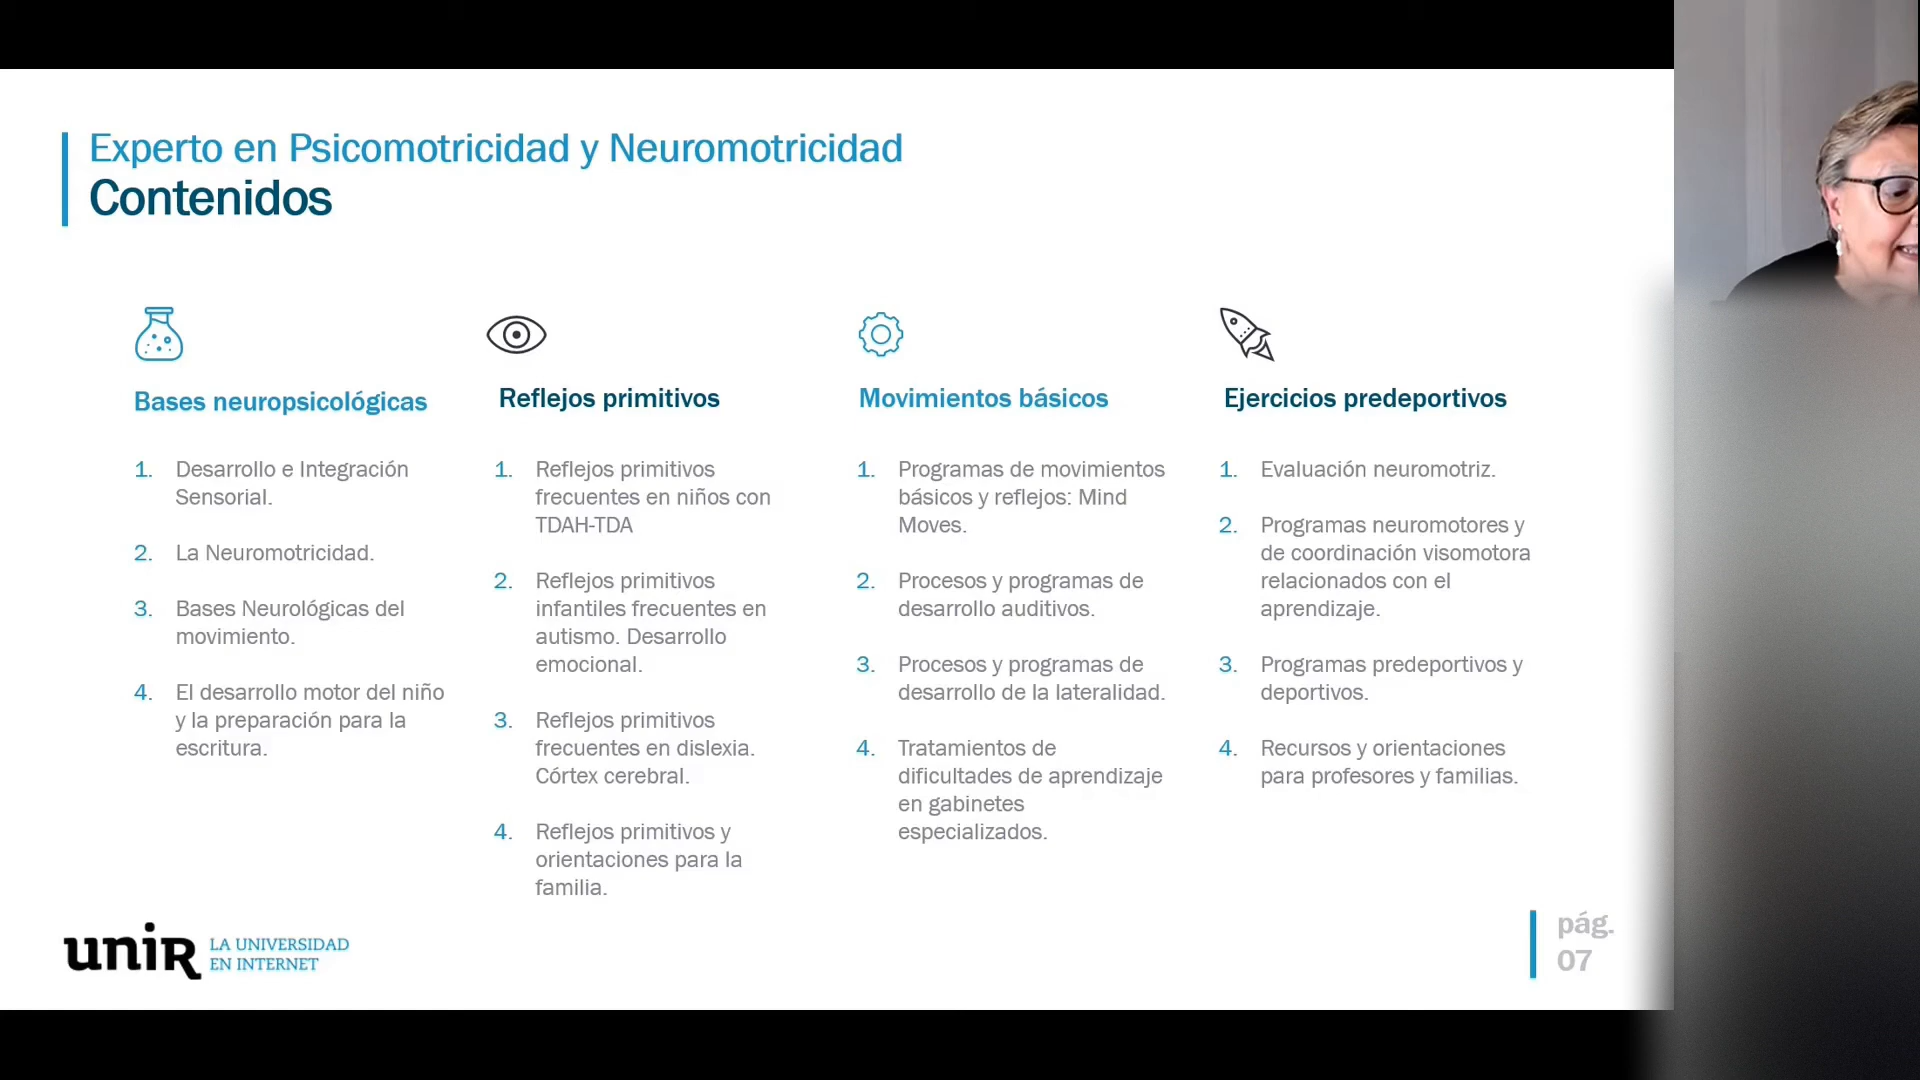 Experto en Psicomotricidad y Neuromotricidad
Contenidos
Bases neuropsicológicas
1. Desarrollo e Integración
Sensorial.
2. La Neuromotricidad.
3. Bases Neurológicas del
movimiento.
4. El desarrollo motor del niño
y la preparación para la
escritura.
Reflejos primitivos
1. Reflejos primitivos
frecuentes en niños con
TDAH-TDA
2. Reflejos primitivos
infantiles frecuentes en
autismo. Desarrollo
emocional.
3. Reflejos primitivos
frecuentes en dislexia.
Córtex cerebral.
4. Reflejos primitivos y
orientaciones para la
familia.
Movimientos básicos
1. Programas de movimientos
básicos y reflejos: Mind
Moves.
2. Procesos y programas de
desarrollo auditivos.
3. Procesos y programas de
desarrollo de la lateralidad.
4. Tratamientos de
dificultades de aprendizaje
en gabinetes
especializados.
Ejercicios predeportivos
1. Evaluación neuromotriz.
2. Programas neuromotores y
de coordinación visomotora
relacionados con el
aprendizaje.
3. Programas predeportivos y
deportivos.
4. Recursos y orientaciones
para profesores y familias.
unir LA UNIVERSIDAD
EN INTERNET
pág.
07